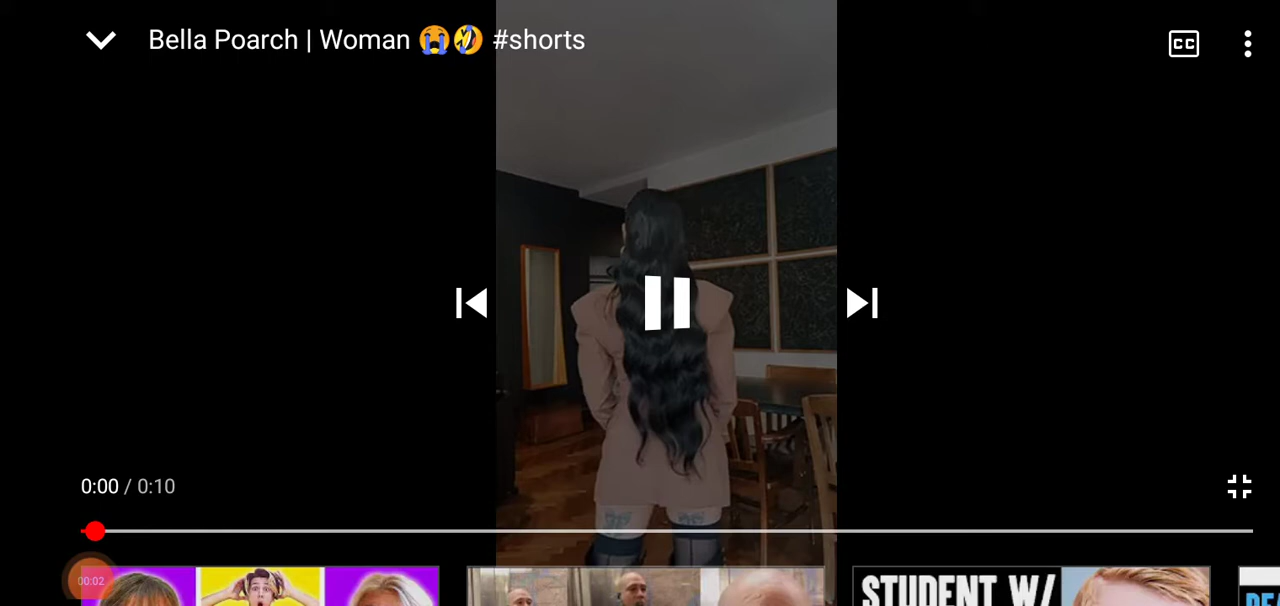 Bella Poarch | Woman 😭🤣 #shorts
CC
0:00 / 0:10
00:02
STUDENT W/